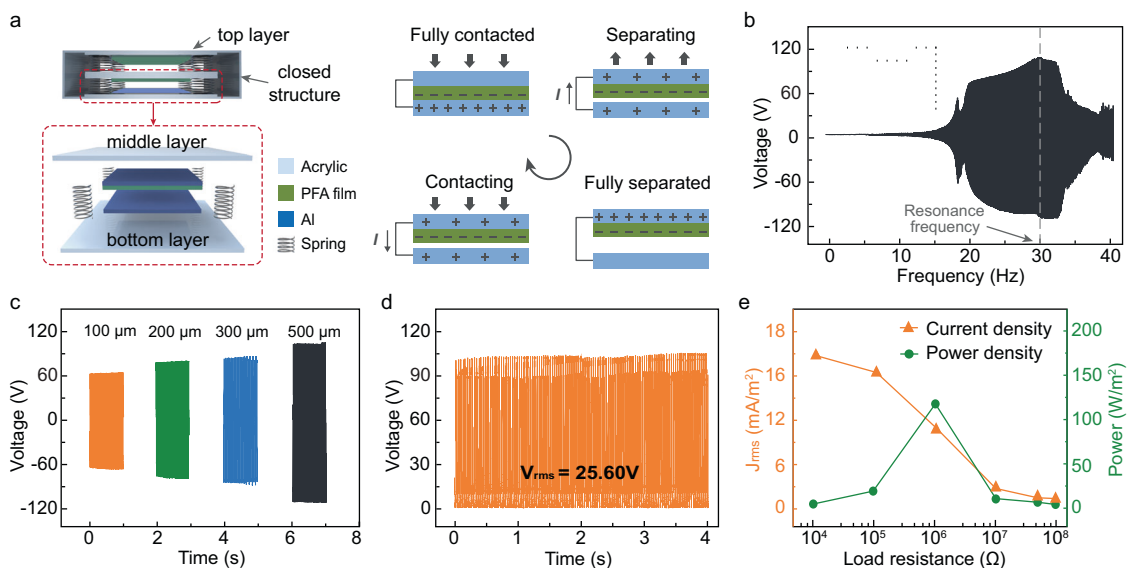 a
top layer
closed
structure
middle layer
bottom layer
Acrylic
PFA film
Al
Spring
Fully contacted
Separating
+ + + + + + + +
− − − − − − − −
I
+ + + +
Contacting
Fully separated
I
b
Voltage (V)
120
60
0
-60
-120
Resonance
frequency
0
10
20
30
40
Frequency (Hz)
c
Voltage (V)
120
60
0
-60
-120
100 µm
200 µm
300 µm
500 µm
0
2
4
6
8
Time (s)
d
Voltage (V)
120
90
60
30
0
Vrms = 25.60V
0
1
2
3
4
Time (s)
e
Jrms (mA/m²)
18
16
12
6
0
Current density
Power density
200
150
100
50
0
Power (W/m²)
10⁴
10⁵
10⁶
10⁷
10⁸
Load resistance (Ω)